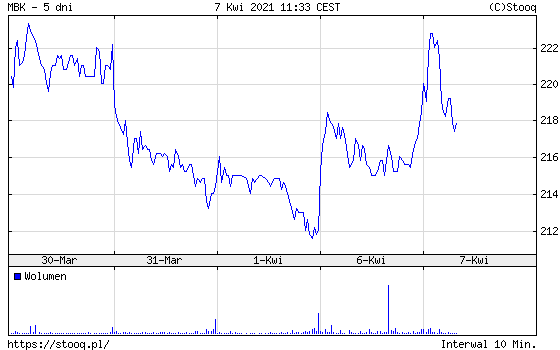 MBK - 5 dni 7 Kwi 2021 11:33 CEST (C)Stooq
222
220
218
216
214
212
30-Mar 31-Mar 1-Kwi 6-Kwi 7-Kwi
Wolumen
https://stooq.pl/ Interwal 10 Min.